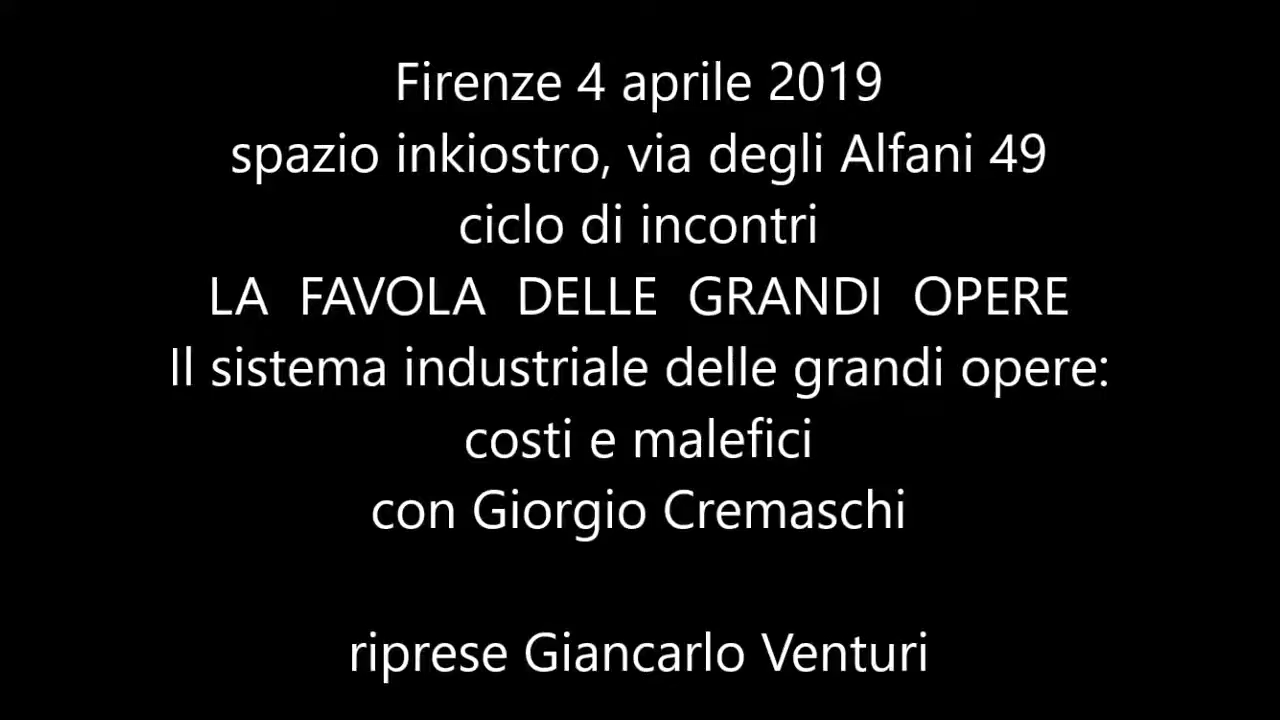 Firenze 4 aprile 2019
spazio inkiostro, via degli Alfani 49
ciclo di incontri
LA FAVOLA DELLE GRANDI OPERE
Il sistema industriale delle grandi opere:
costi e malefici
con Giorgio Cremaschi
riprese Giancarlo Venturi